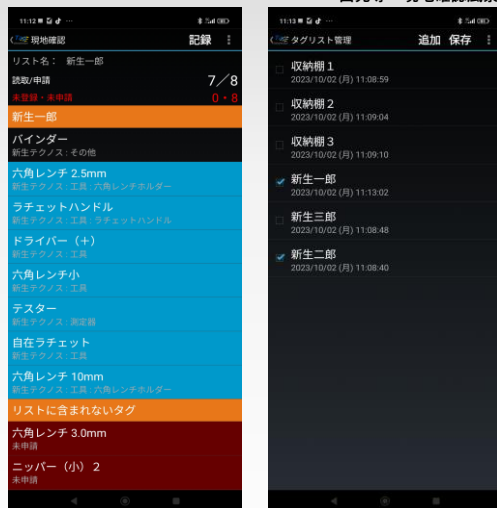 11:12
現地確認
記録
リスト名： 新生一郎
読取/申請
7／8
未登録・未申請
0・8
新生一郎
バインダー
新生テクノス : その他
六角レンチ 2.5mm
新生テクノス : 工具 : 六角レンチホルダー
ラチェットハンドル
新生テクノス : 工具 : ラチェットハンドル
ドライバー（＋）
新生テクノス : 工具
六角レンチ小
新生テクノス : 工具
テスター
新生テクノス : 測定器
自在ラチェット
新生テクノス : 工具
六角レンチ 10mm
新生テクノス : 工具 : 六角レンチホルダー
リストに含まれないタグ
六角レンチ 3.0mm
未申請
ニッパー（小）２
未申請
11:13
タグリスト管理
追加 保存
収納棚１
2023/10/02 (月) 11:08:59
収納棚２
2023/10/02 (月) 11:09:04
収納棚３
2023/10/02 (月) 11:09:10
新生一郎
2023/10/02 (月) 11:13:02
新生三郎
2023/10/02 (月) 11:08:48
新生二郎
2023/10/02 (月) 11:08:40